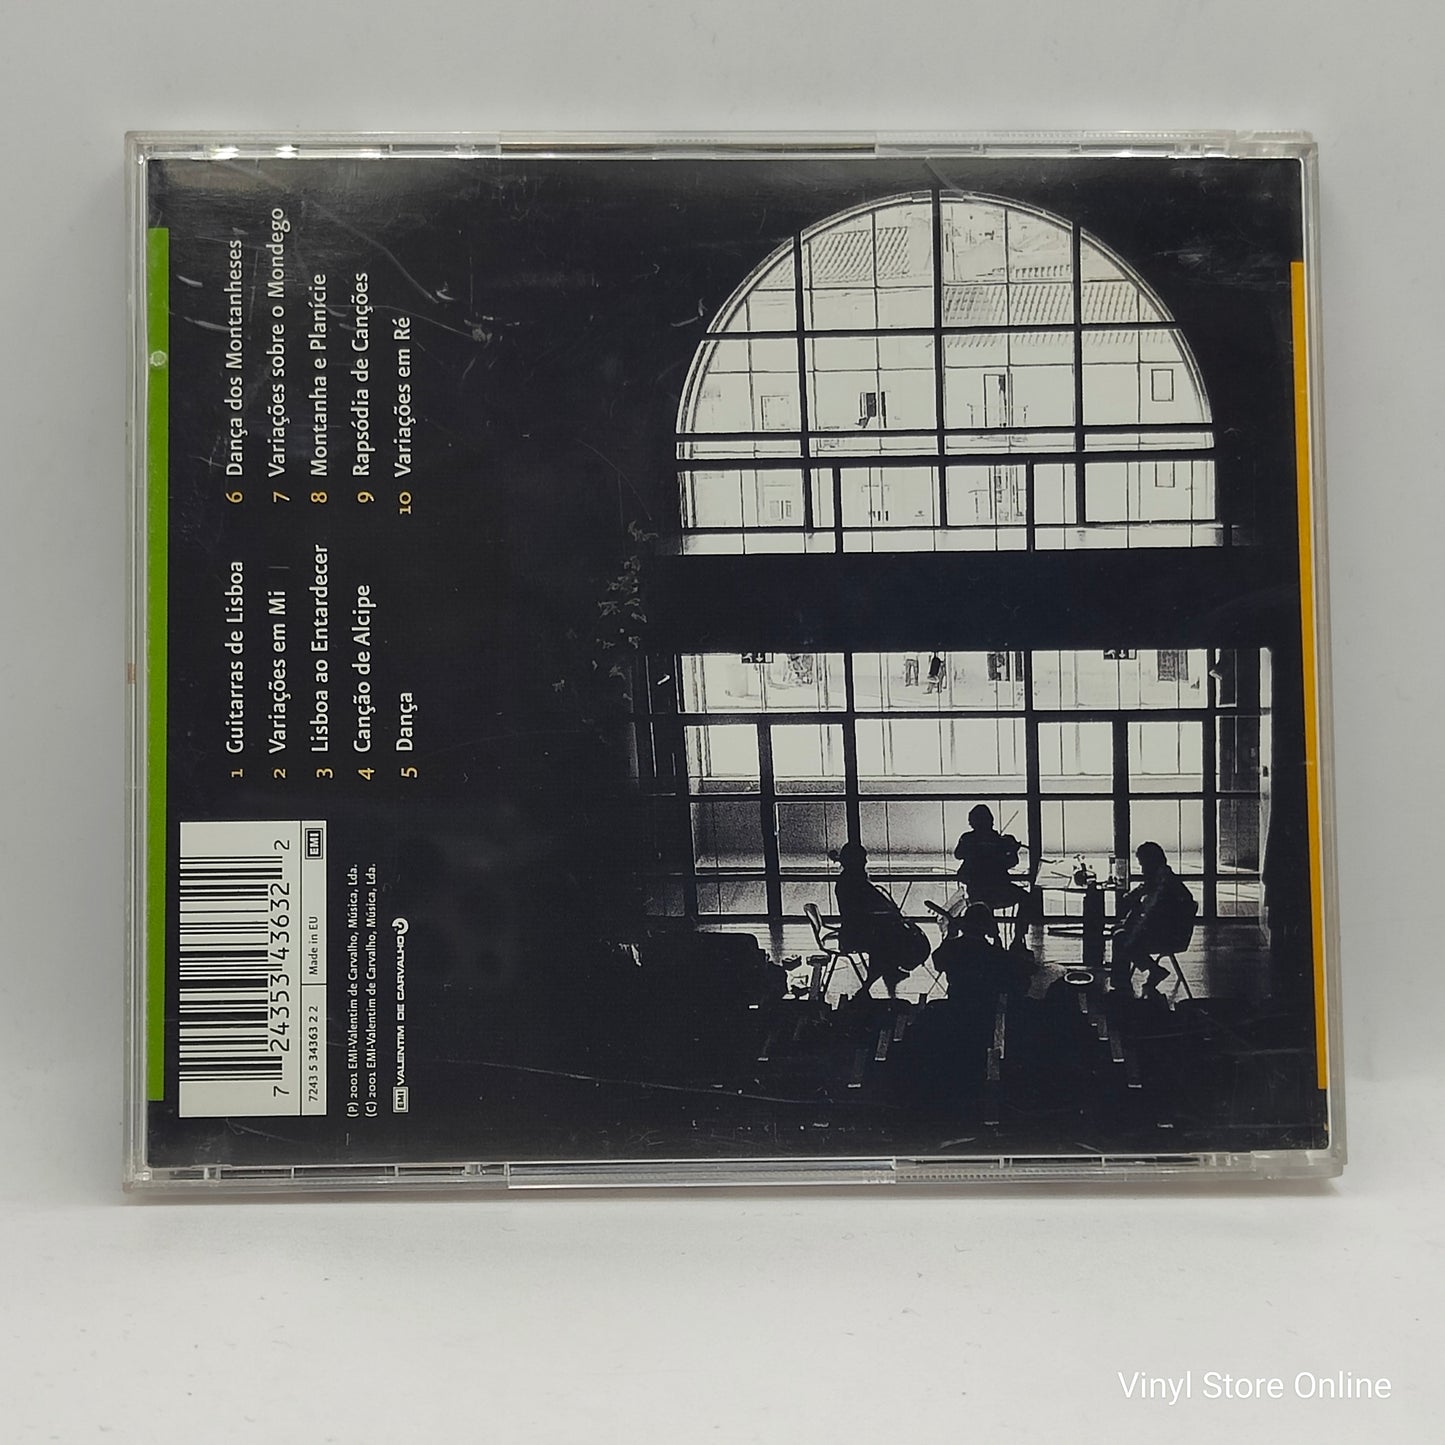 1 Guitarras de Lisboa
2 Variações em Mi
3 Lisboa ao Entardecer
4 Canção de Alcipe
5 Dança
6 Dança dos Montanheses
7 Variações sobre o Mondego
8 Montanha e Planície
9 Rapsódia de Canções
10 Variações em Ré
7 24353 43632 2
7243 5 34363 2 2 Made in EU EMI
(P) 2001 EMI-Valentim de Carvalho, Música, Lda.
(C) 2001 EMI-Valentim de Carvalho, Música, Lda.
EMI VALENTIM DE CARVALHO
Vinyl Store Online